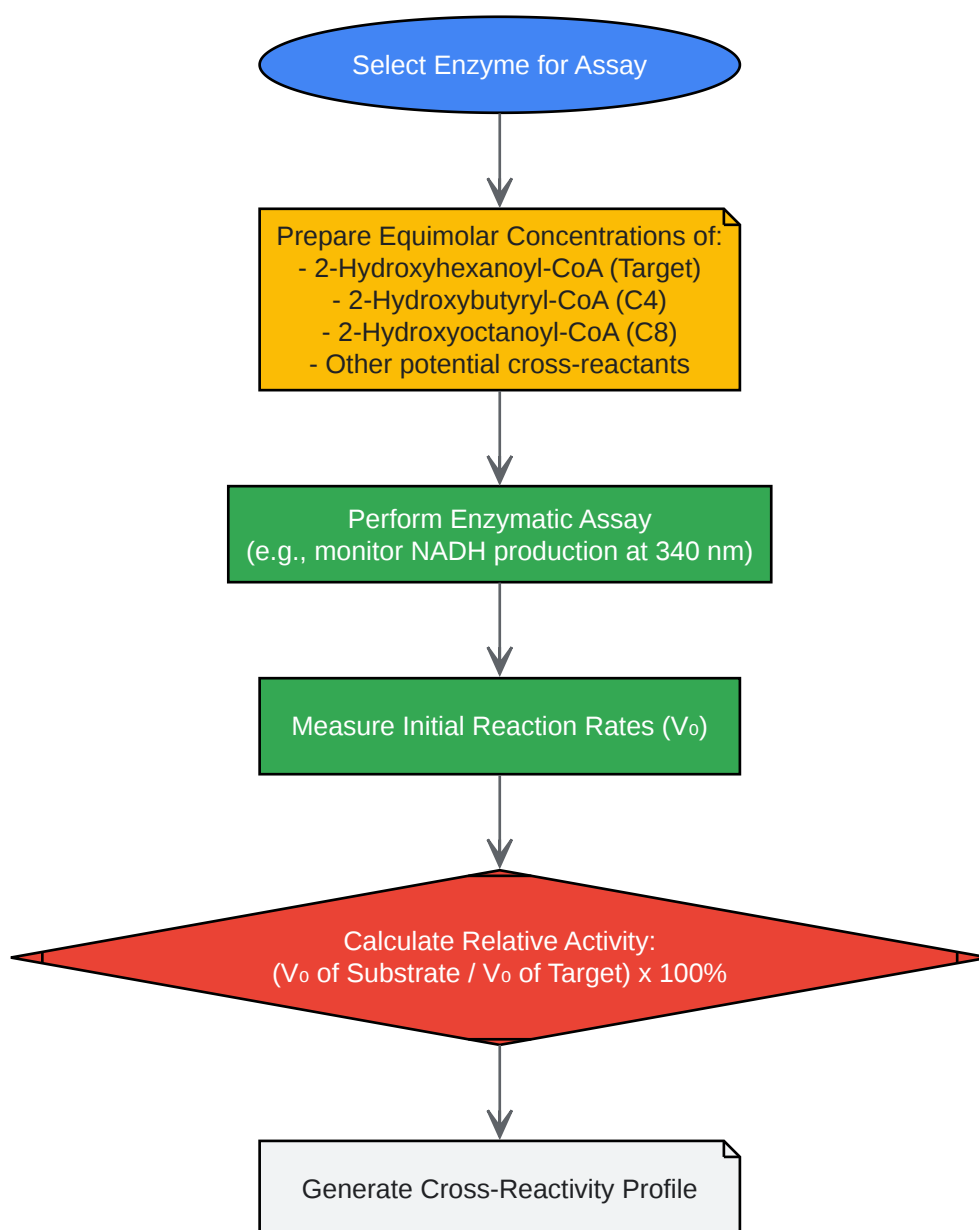 Select Enzyme for Assay
Prepare Equimolar Concentrations of:
- 2-Hydroxyhexanoyl-CoA (Target)
- 2-Hydroxybutyryl-CoA (C4)
- 2-Hydroxyoctanoyl-CoA (C8)
- Other potential cross-reactants
Perform Enzymatic Assay
(e.g., monitor NADH production at 340 nm)
Measure Initial Reaction Rates (V₀)
Calculate Relative Activity:
(V₀ of Substrate / V₀ of Target) x 100%
Generate Cross-Reactivity Profile